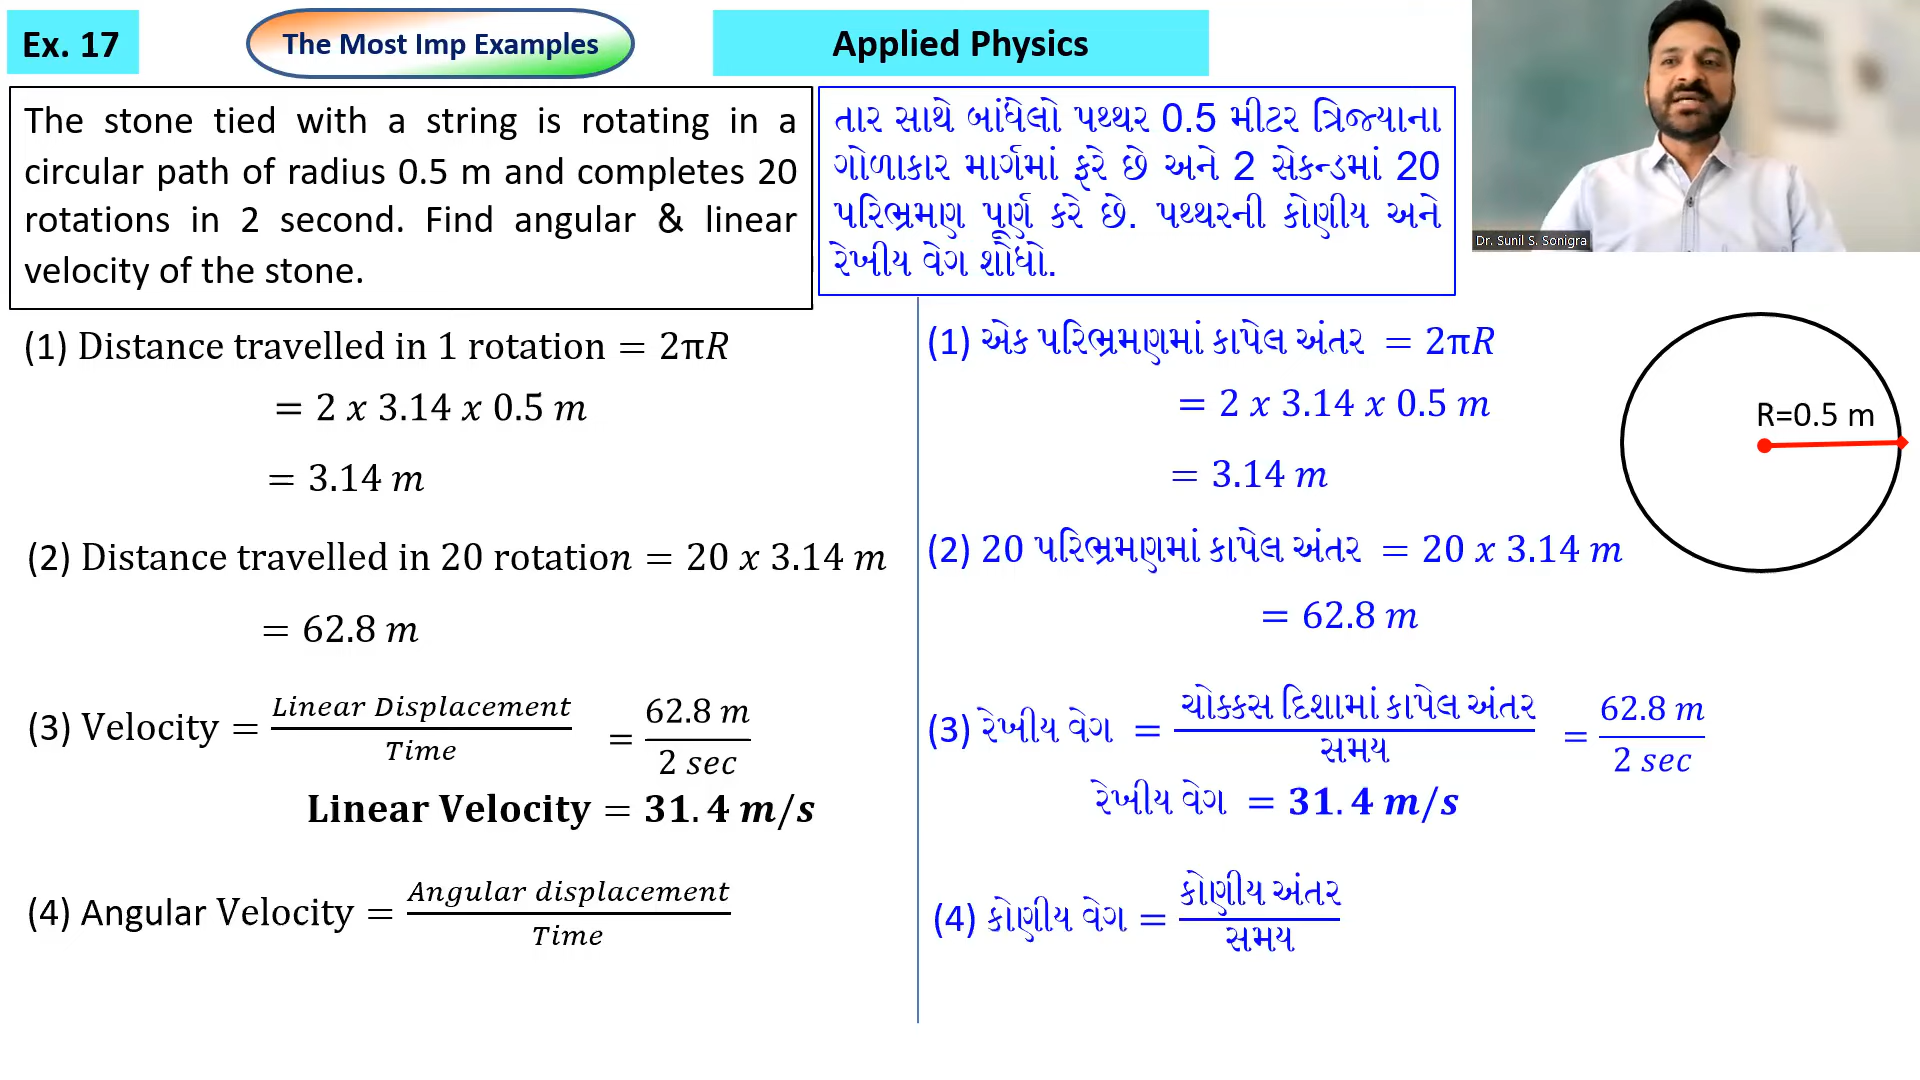 Ex. 17
The Most Imp Examples
Applied Physics
The stone tied with a string is rotating in a
circular path of radius 0.5 m and completes 20
rotations in 2 second. Find angular & linear
velocity of the stone.
તાર સાથે બાંધેલો પથ્થર 0.5 મીટર ત્રિજ્યાના
ગોળાકાર માર્ગમાં ફરે છે અને 2 સેકન્ડમાં 20
પરિભ્રમણ પૂર્ણ કરે છે. પથ્થરની કોણીય અને
રેખીય વેગ શોધો.
Dr. Sunil S. Sonigra
(1) Distance travelled in 1 rotation = 2πR
= 2 x 3.14 x 0.5 m
= 3.14 m
(2) Distance travelled in 20 rotation = 20 x 3.14 m
= 62.8 m
(3) Velocity = Linear Displacement / Time = 62.8 m / 2 sec
Linear Velocity = 31.4 m/s
(4) Angular Velocity = Angular displacement / Time
(1) એક પરિભ્રમણમાં કાપેલ અંતર = 2πR
= 2 x 3.14 x 0.5 m
= 3.14 m
(2) 20 પરિભ્રમણમાં કાપેલ અંતર = 20 x 3.14 m
= 62.8 m
(3) રેખીય વેગ = ચોક્કસ દિશામાં કાપેલ અંતર / સમય = 62.8 m / 2 sec
રેખીય વેગ = 31.4 m/s
(4) કોણીય વેગ = કોણીય અંતર / સમય
R=0.5 m